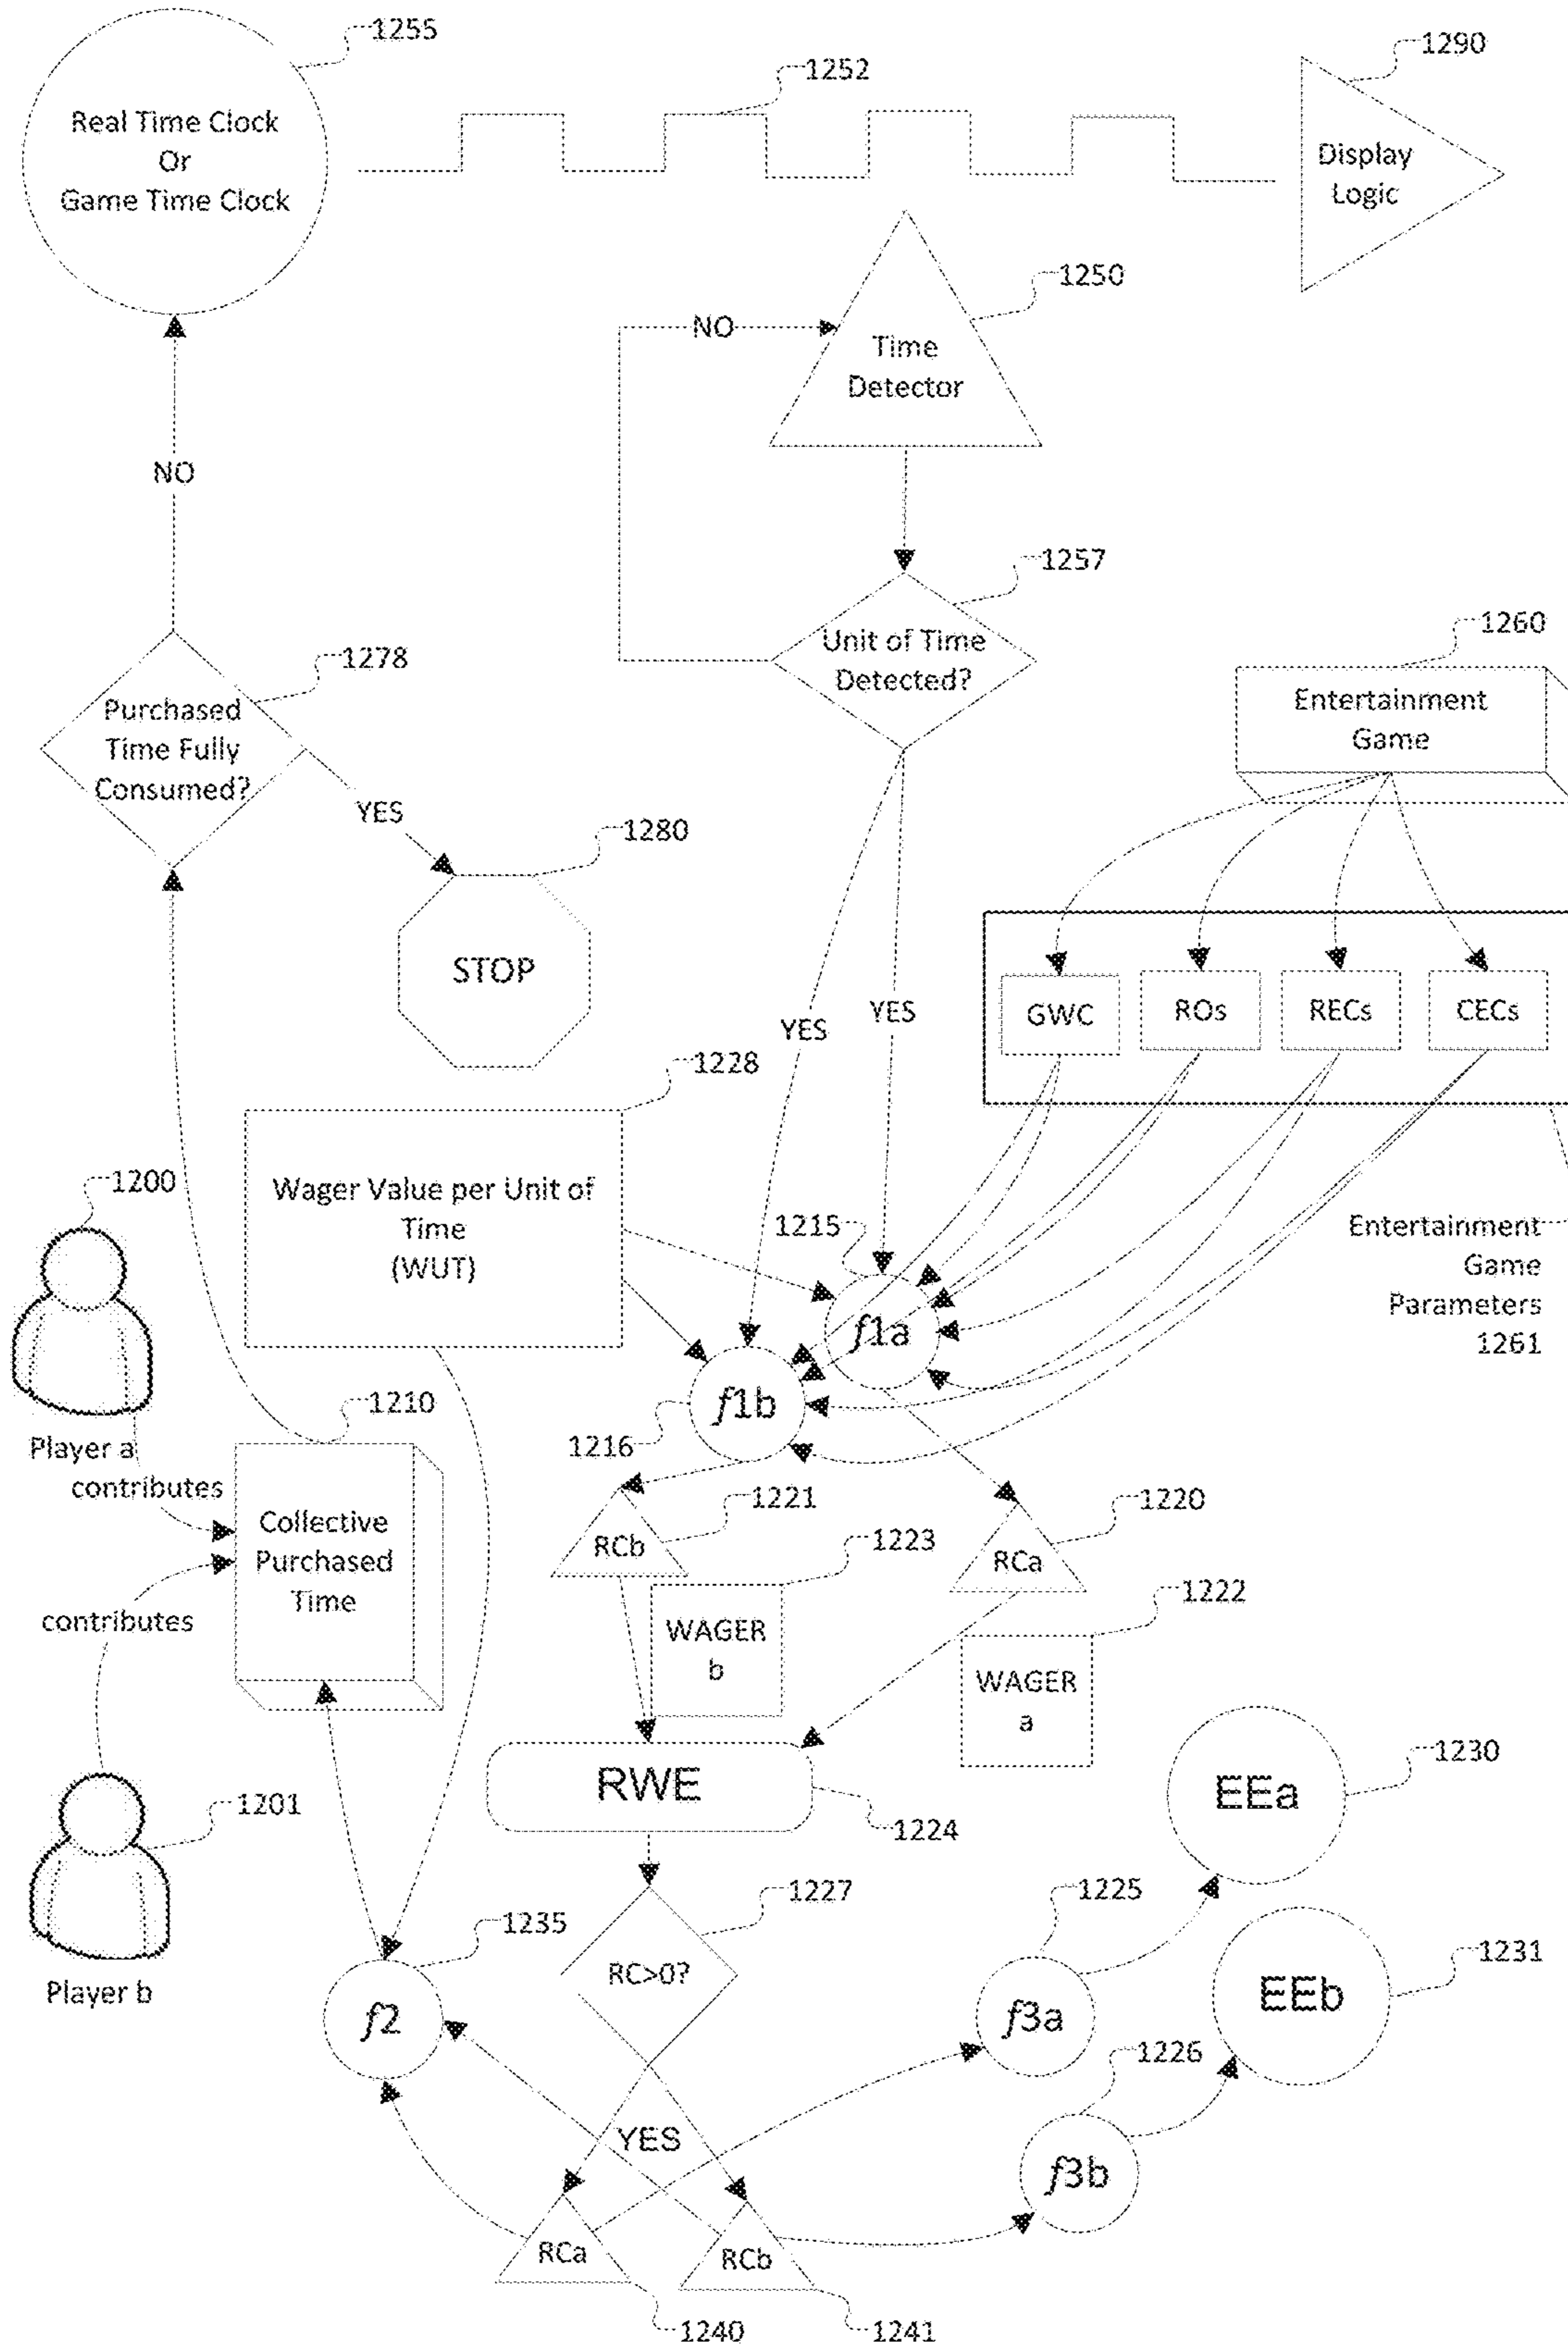 1255
1252
1290
Real Time Clock
Or
Game Time Clock
Display
Logic
1250
NO
Time
Detector
NO
1257
1260
Unit of Time
Detected?
1278
Purchased
Time Fully
Consumed?
Entertainment
Game
YES
1280
STOP
GWC
ROs
RECs
CECs
YES
YES
1228
1200
Wager Value per Unit of
Time
(WUT)
1215
Entertainment
Game
Parameters
1261
f1a
f1b
1210
1216
Player a
contributes
1221
1220
Collective
Purchased
Time
RCb
RCa
1223
1222
contributes
WAGER
b
WAGER
a
1230
EEa
RWE
1201
1224
1227
1225
1235
1231
RC>0?
EEb
Player b
f2
f3a
1226
YES
f3b
RCa
RCb
1240
1241